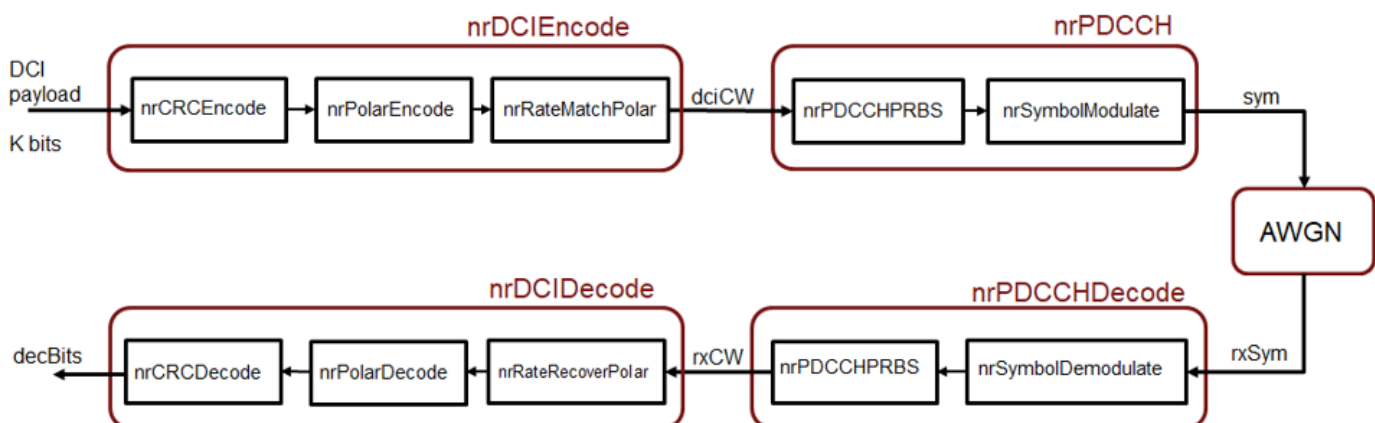 nrDCIEncode
nrPDCCH
DCI
payload
K bits
nrCRCEncode
nrPolarEncode
nrRateMatchPolar
dciCW
nrPDCCHPRBS
nrSymbolModulate
sym
AWGN
nrDCIDecode
nrPDCCHDecode
decBits
nrCRCDecode
nrPolarDecode
nrRateRecoverPolar
rxCW
nrPDCCHPRBS
nrSymbolDemodulate
rxSym